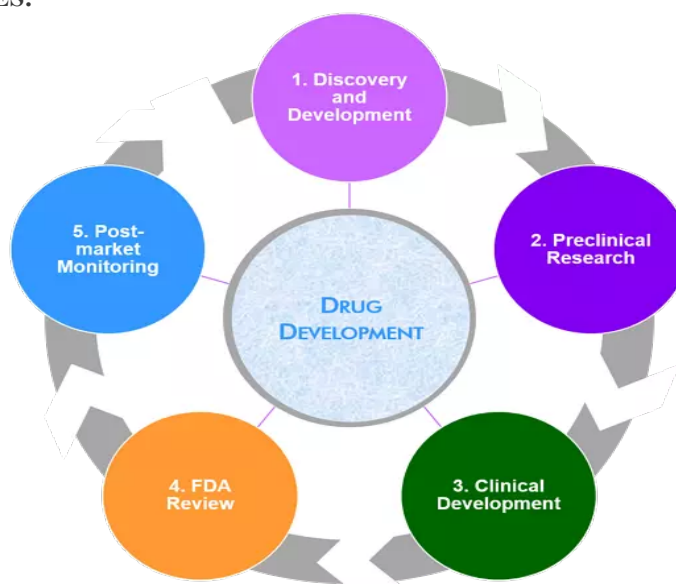 1. Discovery
and
Development
2. Preclinical
Research
3. Clinical
Development
4. FDA
Review
5. Post-
market
Monitoring
DRUG
DEVELOPMENT